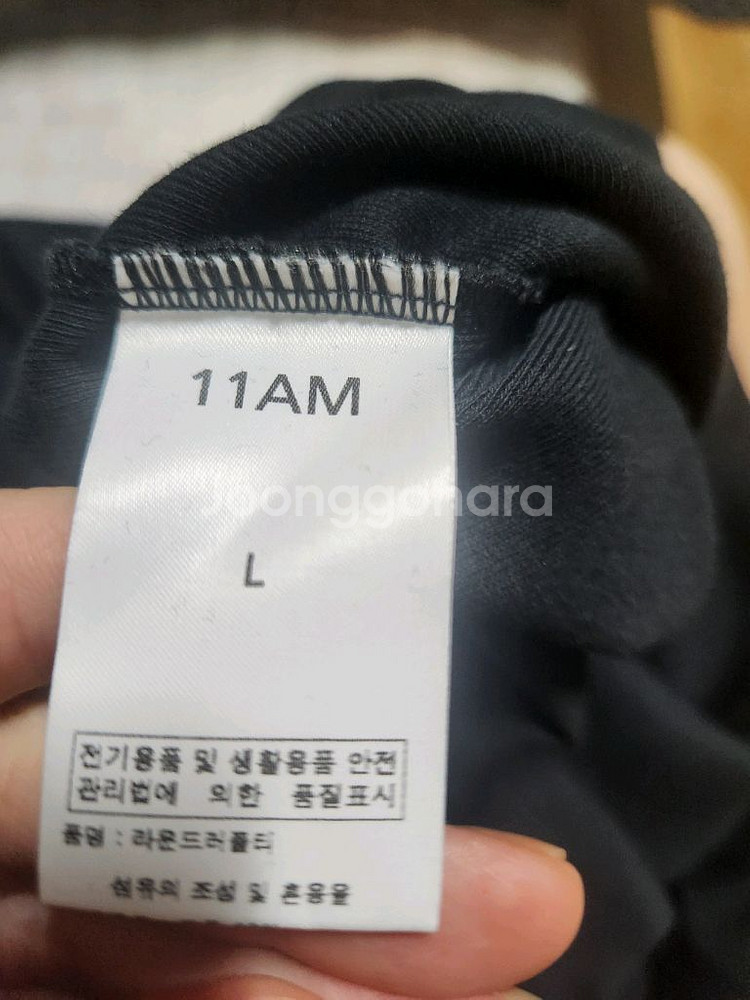 11AM
Joonggonara
L
전기용품 및 생활용품 안전
관리법에 의한 품질표시
품명 : 라운드러플티
섬유의 조성 및 혼용율